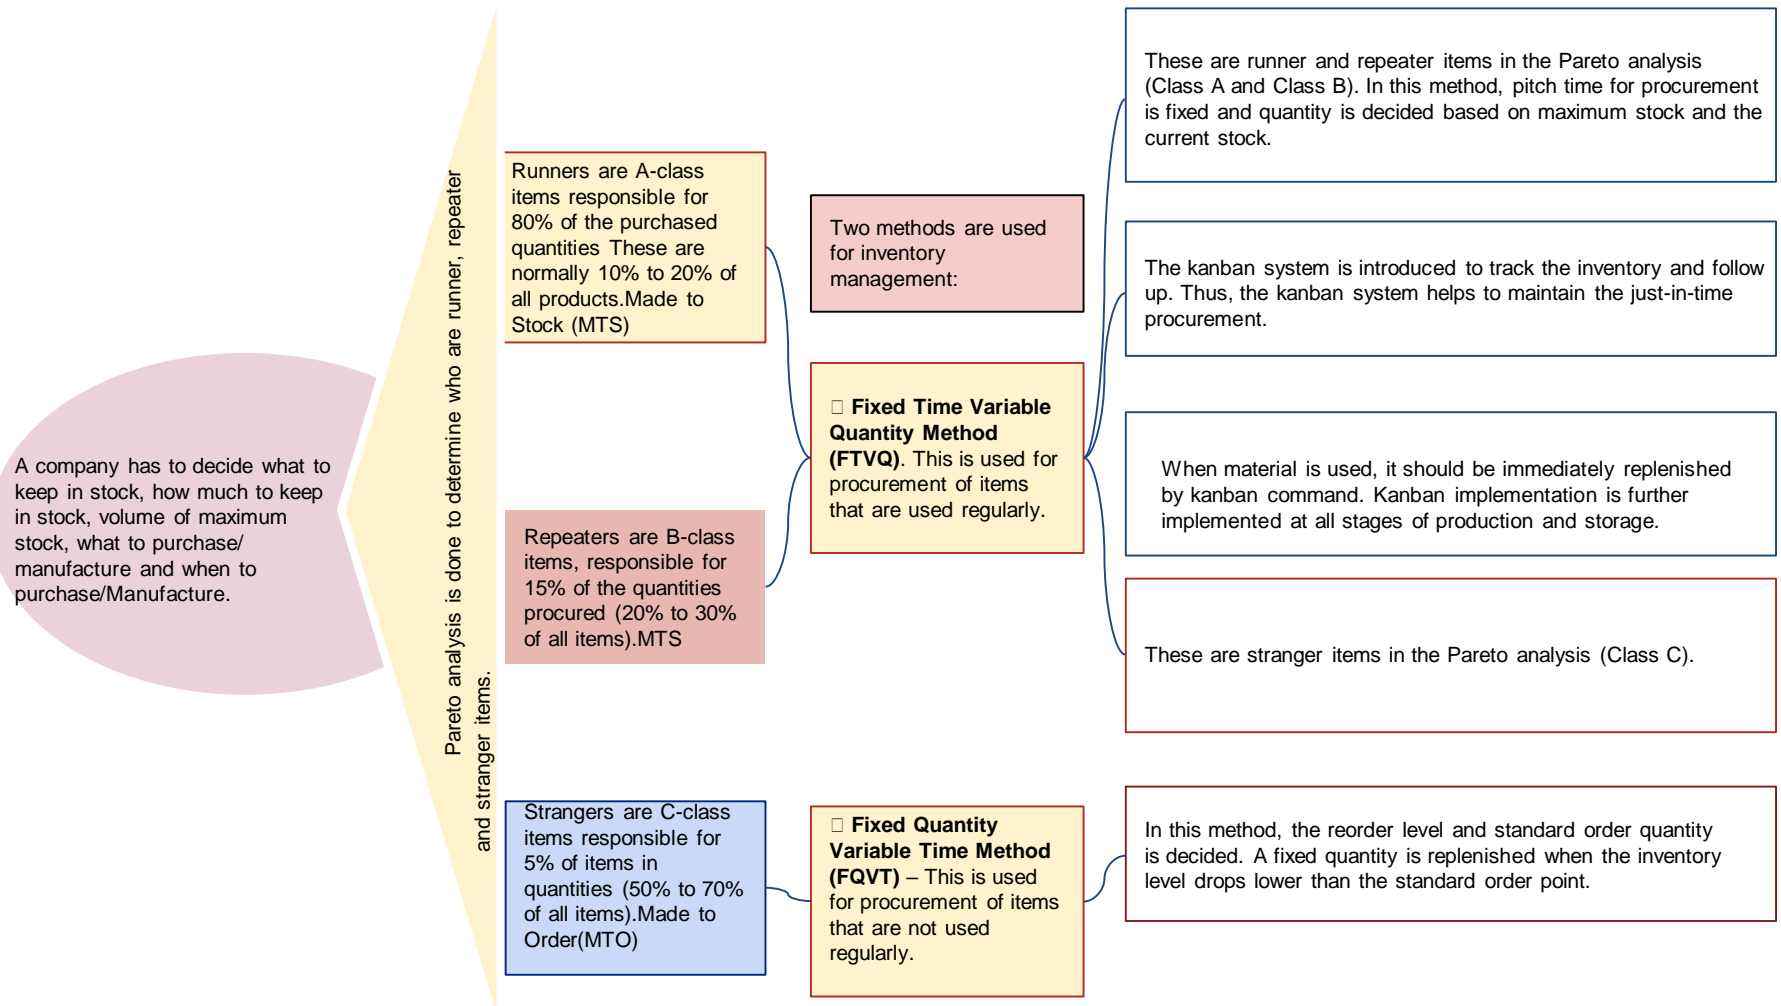 A company has to decide what to
keep in stock, how much to keep
in stock, volume of maximum
stock, what to purchase/
manufacture and when to
purchase/Manufacture.
Pareto analysis is done to determine who are runner, repeater
and stranger items.
Runners are A-class
items responsible for
80% of the purchased
quantities These are
normally 10% to 20% of
all products.Made to
Stock (MTS)
Repeaters are B-class
items, responsible for
15% of the quantities
procured (20% to 30%
of all items).MTS
Strangers are C-class
items responsible for
5% of items in
quantities (50% to 70%
of all items).Made to
Order(MTO)
Two methods are used
for inventory
management:
Fixed Time Variable
Quantity Method
(FTVQ). This is used for
procurement of items
that are used regularly.
Fixed Quantity
Variable Time Method
(FQVT) – This is used
for procurement of items
that are not used
regularly.
These are runner and repeater items in the Pareto analysis
(Class A and Class B). In this method, pitch time for procurement
is fixed and quantity is decided based on maximum stock and the
current stock.
The kanban system is introduced to track the inventory and follow
up. Thus, the kanban system helps to maintain the just-in-time
procurement.
When material is used, it should be immediately replenished
by kanban command. Kanban implementation is further
implemented at all stages of production and storage.
These are stranger items in the Pareto analysis (Class C).
In this method, the reorder level and standard order quantity
is decided. A fixed quantity is replenished when the inventory
level drops lower than the standard order point.